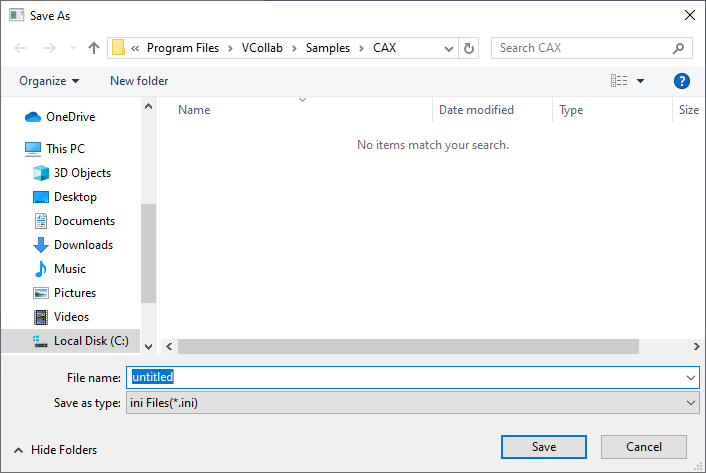 Save As
« Program Files > VCollab > Samples > CAX
Search CAX
Organize
New folder
?
OneDrive
This PC
3D Objects
Desktop
Documents
Downloads
Music
Pictures
Videos
Local Disk (C:)
Name
Date modified
Type
Size
No items match your search.
File name:
untitled
Save as type:
ini Files(*.ini)
Hide Folders
Save
Cancel